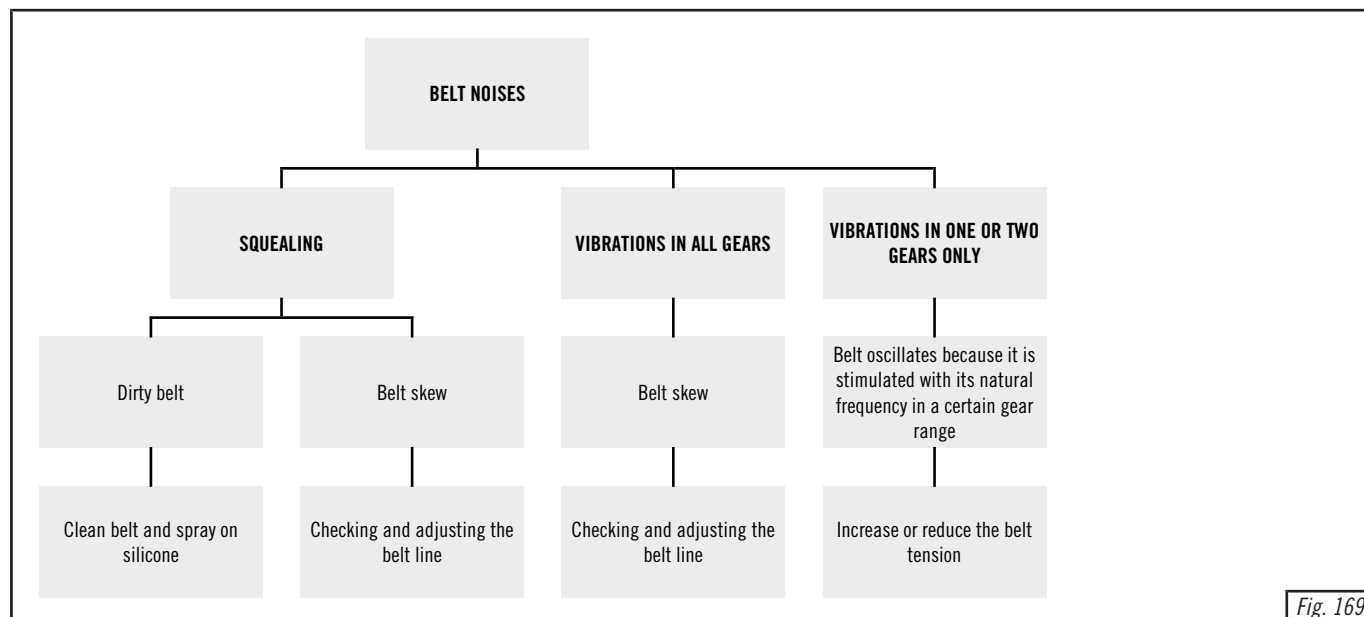 BELT NOISES
SQUEALING
VIBRATIONS IN ALL GEARS
VIBRATIONS IN ONE OR TWO
GEARS ONLY
Dirty belt
Belt skew
Belt skew
Belt oscillates because it is
stimulated with its natural
frequency in a certain gear
range
Clean belt and spray on
silicone
Checking and adjusting the
belt line
Checking and adjusting the
belt line
Increase or reduce the belt
tension
Fig. 169